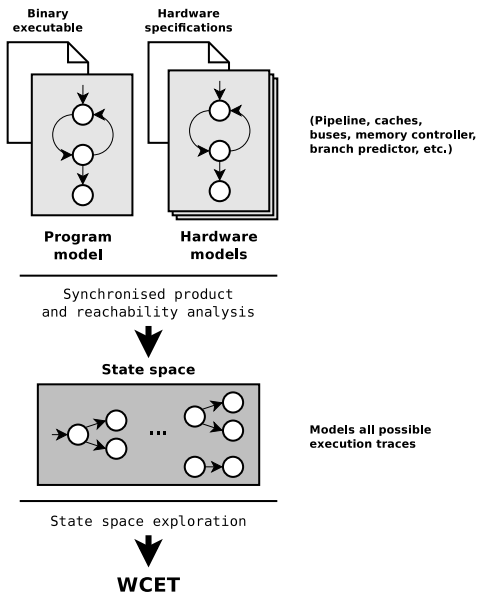 Binary
executable
Hardware
specifications
(Pipeline, caches,
buses, memory controller,
branch predictor, etc.)
Program
model
Hardware
models
Synchronised product
and reachability analysis
State space
...
Models all possible
execution traces
State space exploration
WCET